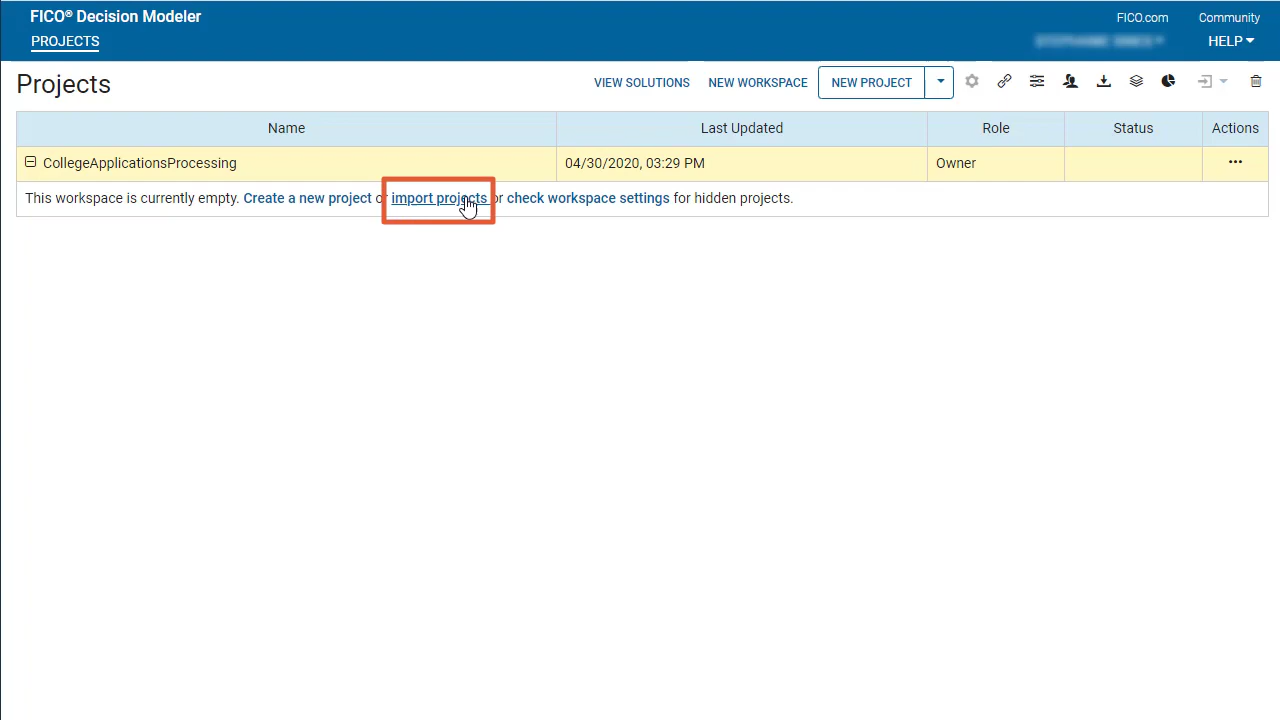 FICO® Decision Modeler
FICO.com Community
PROJECTS
HELP
Projects
VIEW SOLUTIONS NEW WORKSPACE NEW PROJECT
Name Last Updated Role Status Actions
CollegeApplicationsProcessing 04/30/2020, 03:29 PM Owner
This workspace is currently empty. Create a new project or import projects or check workspace settings for hidden projects.